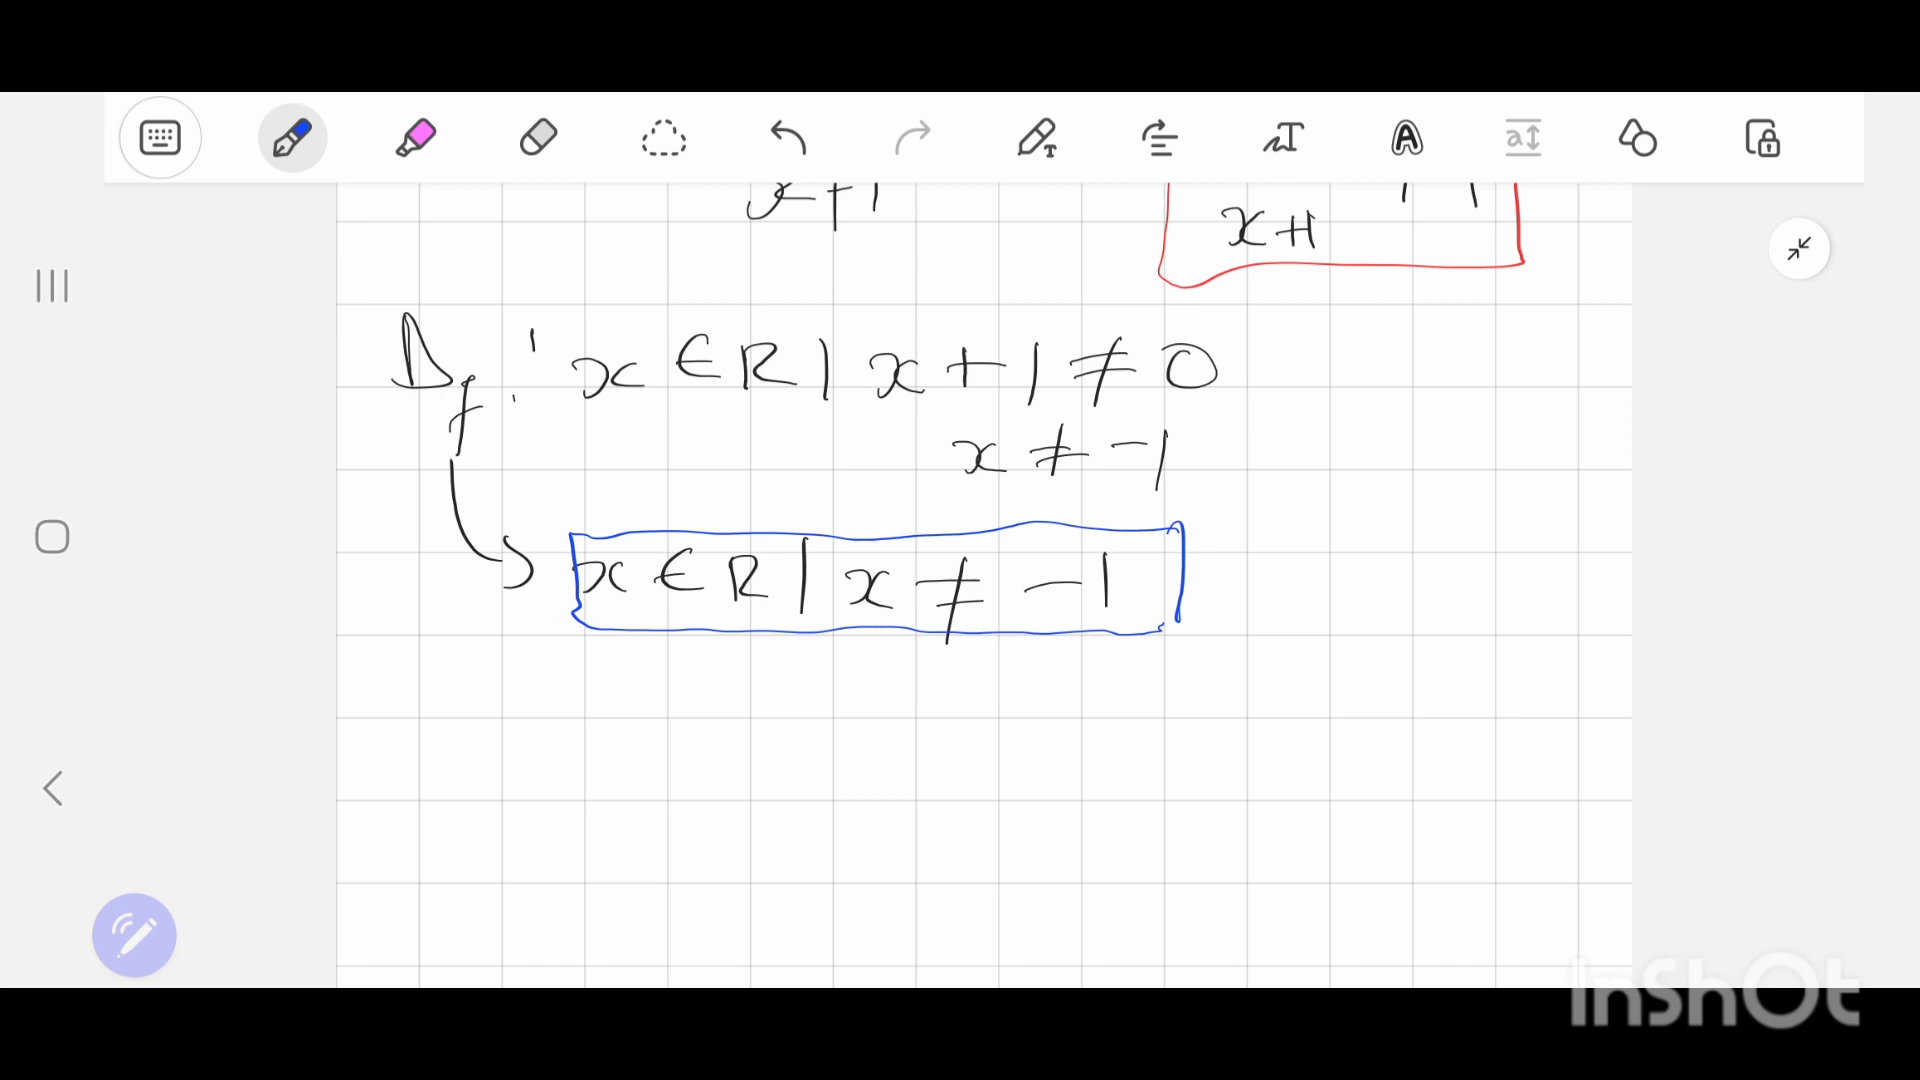 x+1
x+1
Df: x ∈ R | x + 1 ≠ 0
x ≠ -1
x ∈ R | x ≠ -1
InShOt